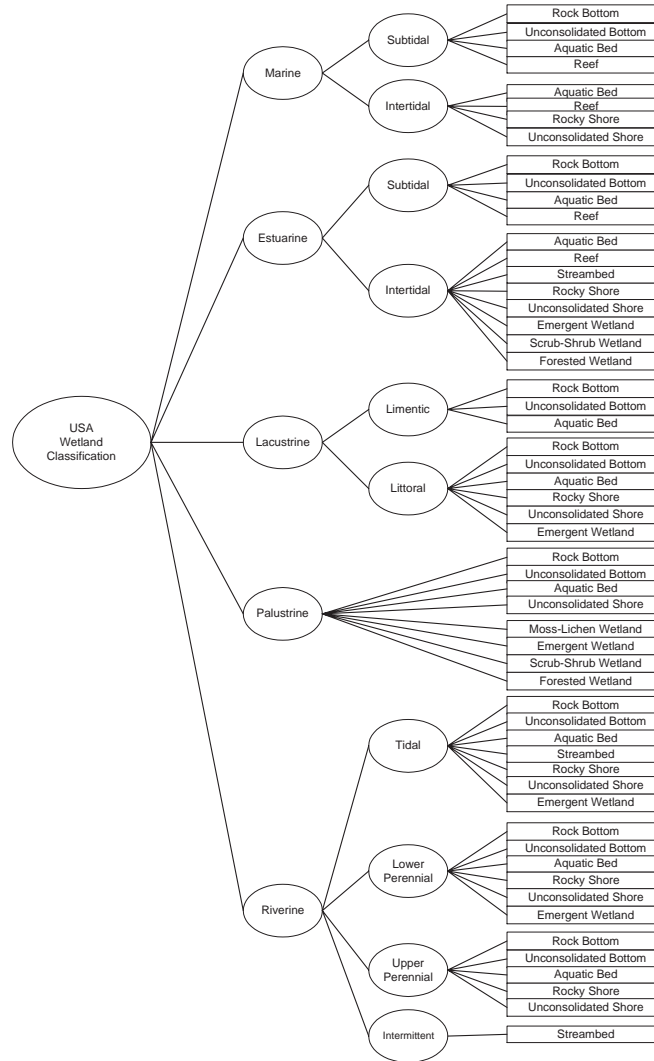 USA
Wetland
Classification
Marine
Subtidal
Rock Bottom
Unconsolidated Bottom
Aquatic Bed
Reef
Intertidal
Aquatic Bed
Reef
Rocky Shore
Unconsolidated Shore
Estuarine
Subtidal
Rock Bottom
Unconsolidated Bottom
Aquatic Bed
Reef
Intertidal
Aquatic Bed
Reef
Streambed
Rocky Shore
Unconsolidated Shore
Emergent Wetland
Scrub-Shrub Wetland
Forested Wetland
Lacustrine
Limentic
Rock Bottom
Unconsolidated Bottom
Aquatic Bed
Littoral
Rock Bottom
Unconsolidated Bottom
Aquatic Bed
Rocky Shore
Unconsolidated Shore
Emergent Wetland
Palustrine
Rock Bottom
Unconsolidated Bottom
Aquatic Bed
Unconsolidated Shore
Moss-Lichen Wetland
Emergent Wetland
Scrub-Shrub Wetland
Forested Wetland
Riverine
Tidal
Rock Bottom
Unconsolidated Bottom
Aquatic Bed
Streambed
Rocky Shore
Unconsolidated Shore
Emergent Wetland
Lower
Perennial
Rock Bottom
Unconsolidated Bottom
Aquatic Bed
Rocky Shore
Unconsolidated Shore
Emergent Wetland
Upper
Perennial
Rock Bottom
Unconsolidated Bottom
Aquatic Bed
Rocky Shore
Unconsolidated Shore
Intermittent
Streambed